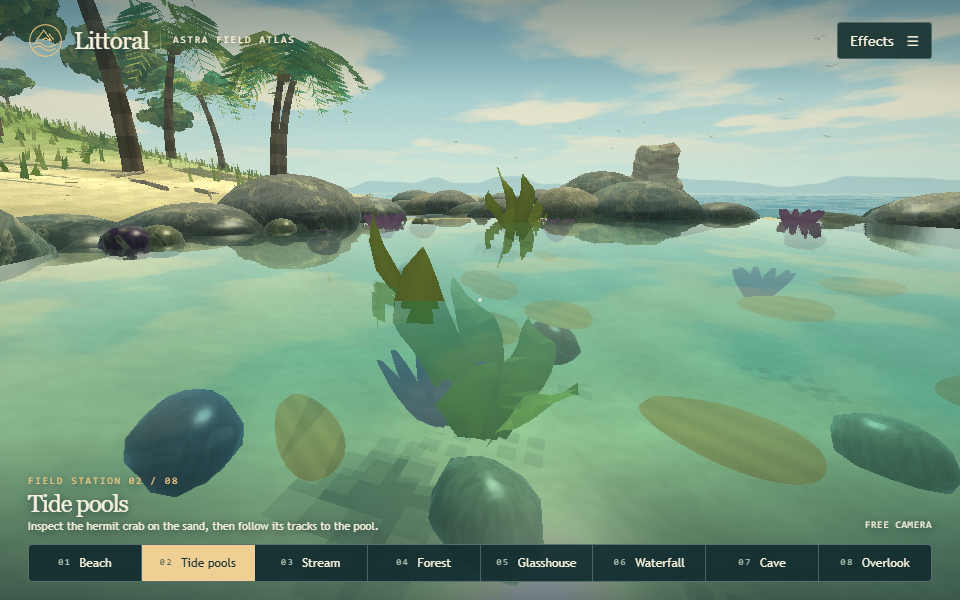 Littoral
ASTRA FIELD ATLAS
Effects
FIELD STATION 02 / 08
Tide pools
Inspect the hermit crab on the sand, then follow its tracks to the pool.
FREE CAMERA
01 Beach
02 Tide pools
03 Stream
04 Forest
05 Glasshouse
06 Waterfall
07 Cave
08 Overlook